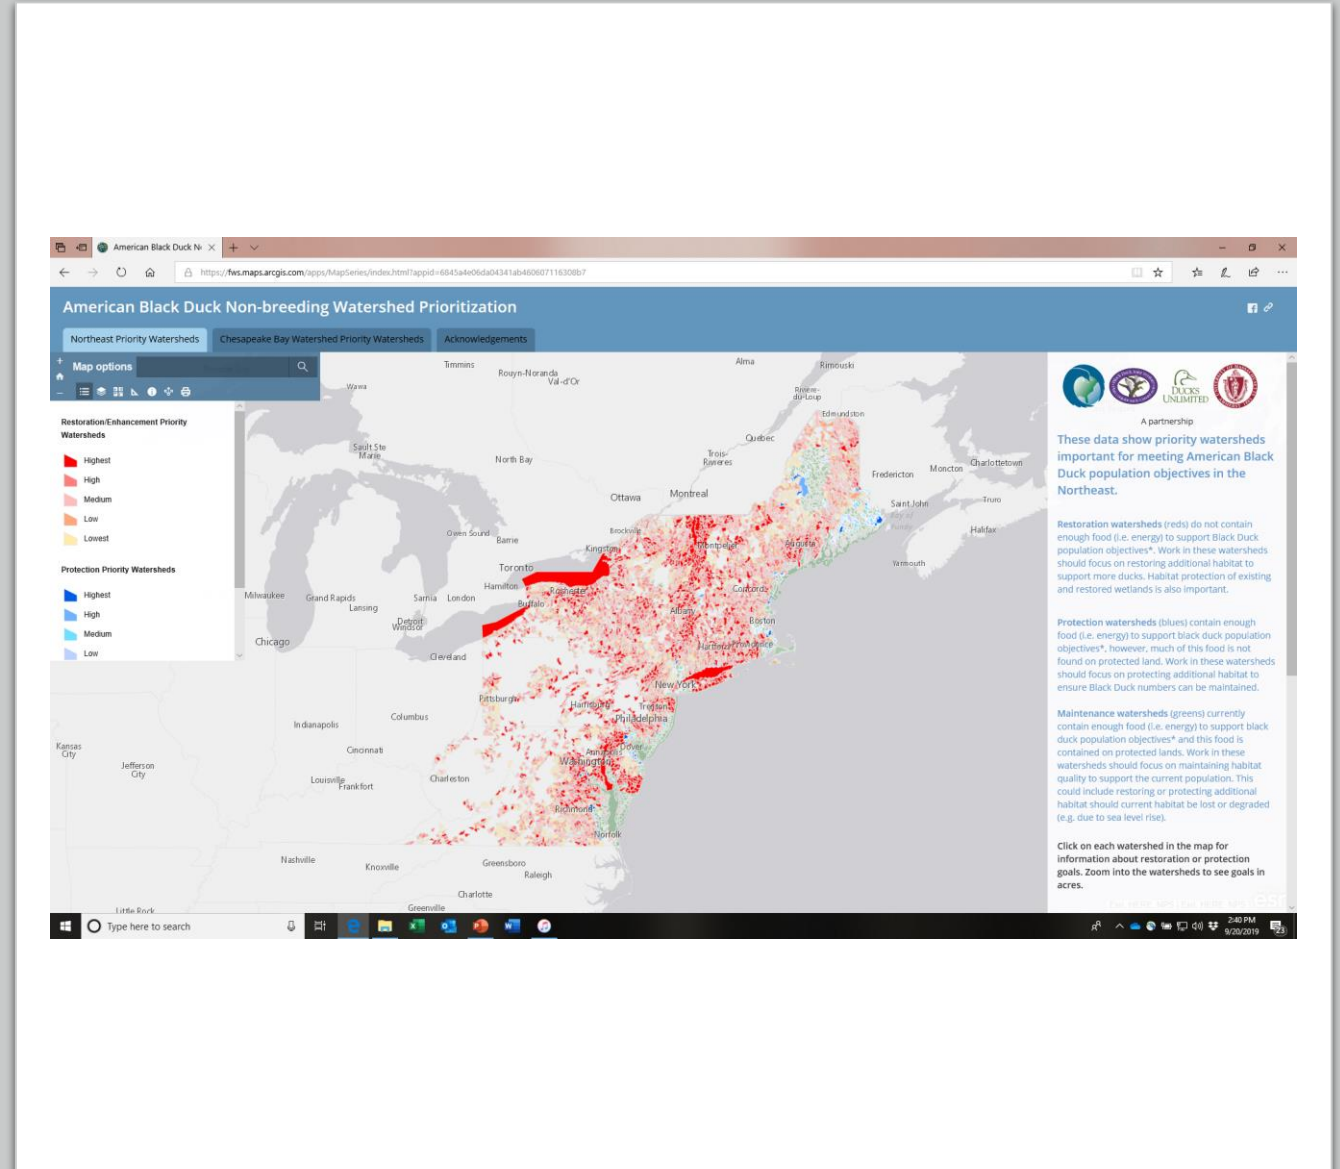 American Black Duck N
https://fws.maps.arcgis.com/apps/MapSeries/index.html?appid=6845a4e06da04341ab460607116308b7
American Black Duck Non-breeding Watershed Prioritization
Northeast Priority Watersheds
Chesapeake Bay Watershed Priority Watersheds
Acknowledgements
Map options
Restoration/Enhancement Priority
Watersheds
Highest
High
Medium
Low
Lowest
Protection Priority Watersheds
Highest
High
Medium
Low
Timmins
Rouyn-Noranda
Val-d'Or
Alma
Rimouski
Wawa
Rivière-
du-Loup
Edmundston
Sault Ste
Marie
North Bay
Quebec
Trois-
Rivieres
Fredericton
Moncton
Charlottetown
Ottawa
Montreal
Saint John
Bay of
Fundy
Truro
Halifax
Owen Sound
Barrie
Brockville
Kingston
Montpelier
Augusta
Yarmouth
Toronto
Hamilton
Rochester
Concord
Milwaukee
Grand Rapids
Lansing
Sarnia
London
Buffalo
Albany
Boston
Detroit
Windsor
Chicago
Cleveland
Hartford
Providence
New York
Pittsburgh
Harrisburg
Trenton
Philadelphia
Columbus
Indianapolis
Kansas
City
Cincinnati
Annapolis
Dover
Washington
Jefferson
City
Louisville
Frankfort
Charleston
Richmond
Norfolk
Nashville
Knoxville
Greensboro
Raleigh
Charlotte
Greenville
Little Rock
DUCKS
UNLIMITED
A partnership
These data show priority watersheds
important for meeting American Black
Duck population objectives in the
Northeast.
Restoration watersheds (reds) do not contain
enough food (i.e. energy) to support Black Duck
population objectives*. Work in these watersheds
should focus on restoring additional habitat to
support more ducks. Habitat protection of existing
and restored wetlands is also important.
Protection watersheds (blues) contain enough
food (i.e. energy) to support black duck population
objectives*, however, much of this food is not
found on protected land. Work in these watersheds
should focus on protecting additional habitat to
ensure Black Duck numbers can be maintained.
Maintenance watersheds (greens) currently
contain enough food (i.e. energy) to support black
duck population objectives* and this food is
contained on protected lands. Work in these
watersheds should focus on maintaining habitat
quality to support the current population. This
could include restoring or protecting additional
habitat should current habitat be lost or degraded
(e.g. due to sea level rise).
Click on each watershed in the map for
information about restoration or protection
goals. Zoom into the watersheds to see goals in
acres.
esri
Type here to search
2:40 PM
9/20/2019
23